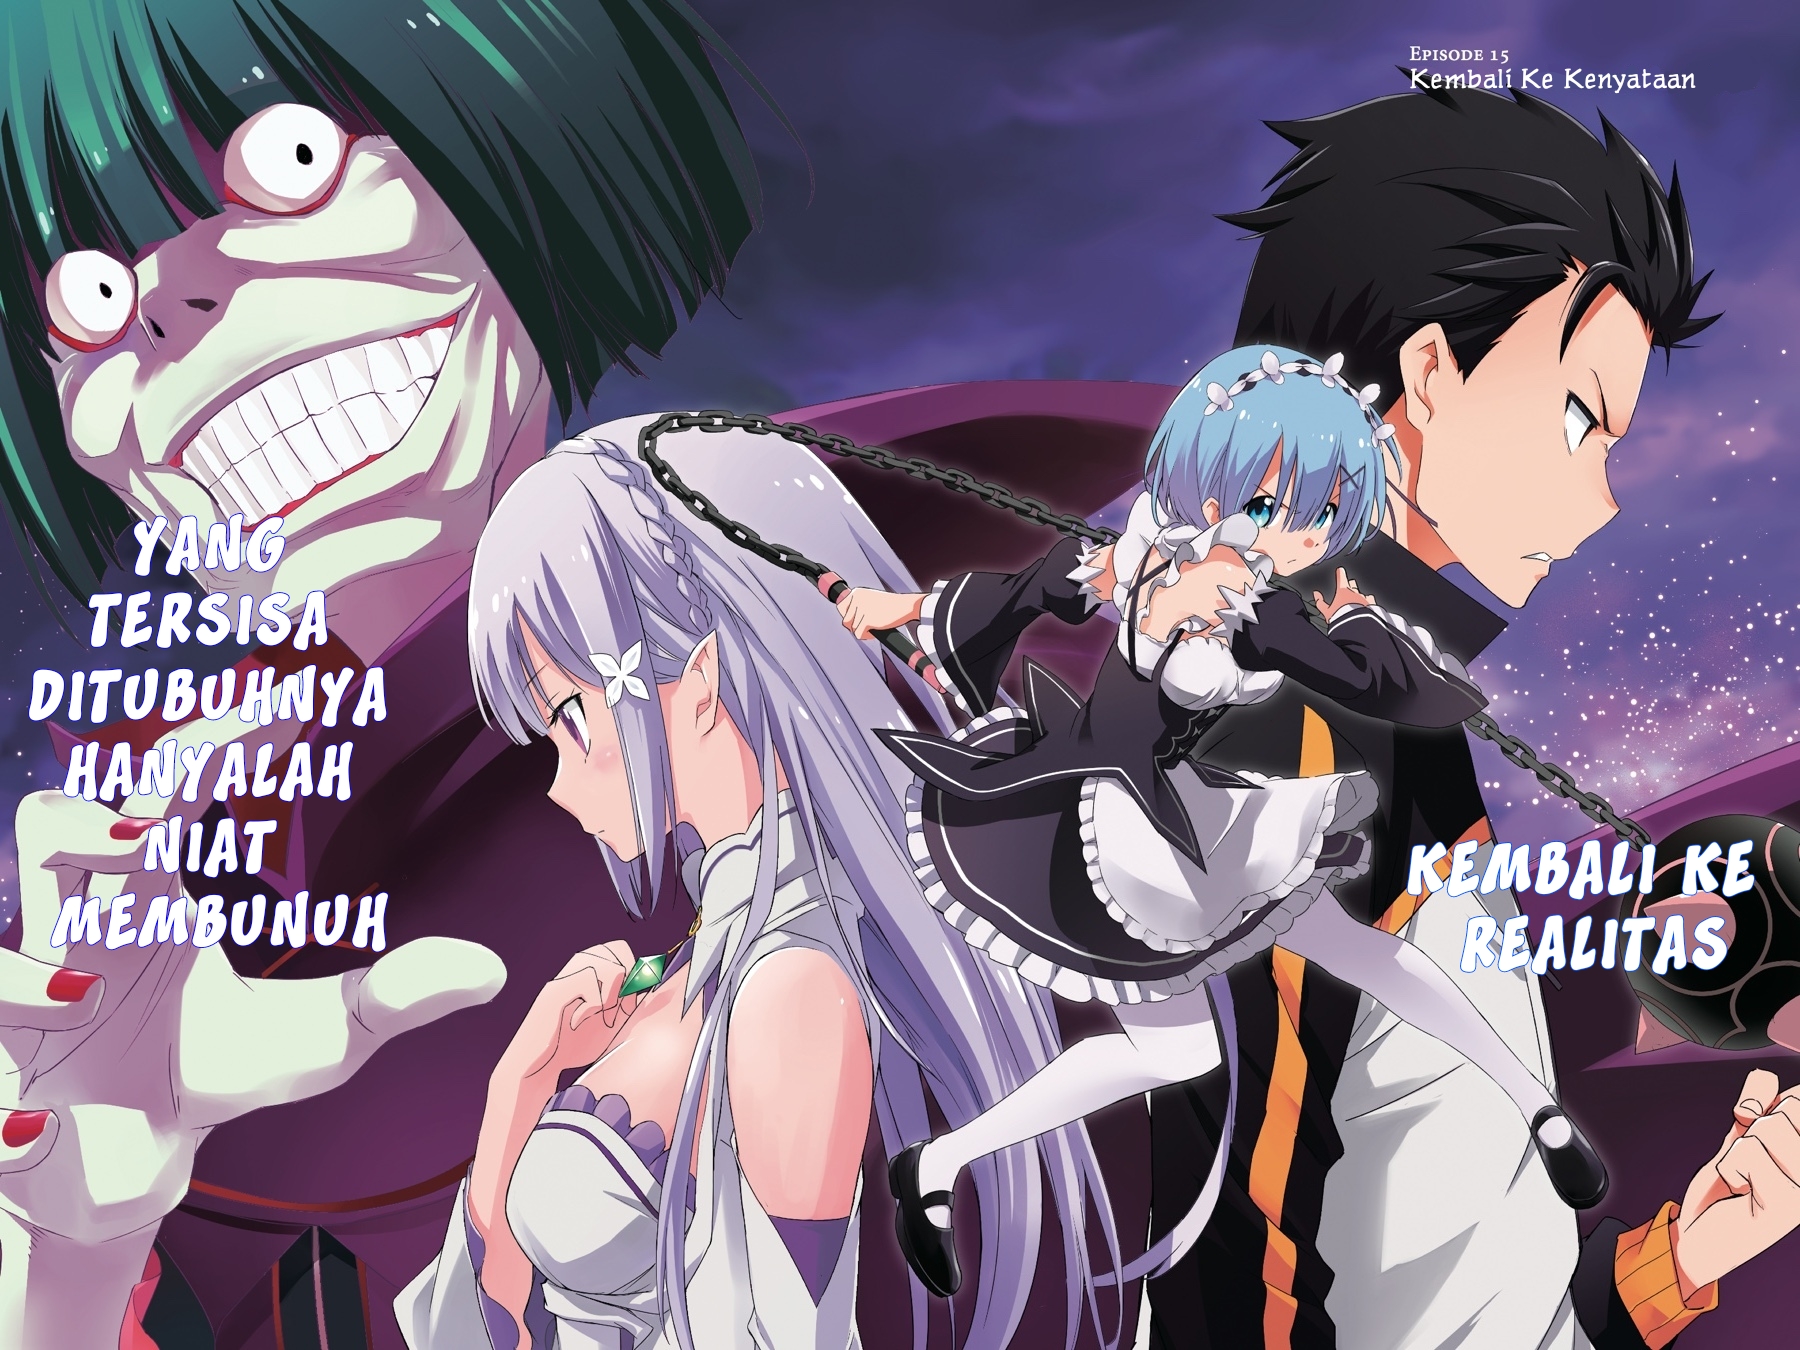 Episode 15
Kembali Ke Kenyataan
YANG
TERSISA
DITUBUHNYA
HANYALAH
NIAT
MEMBUNUH
KEMBALI KE
REALITAS